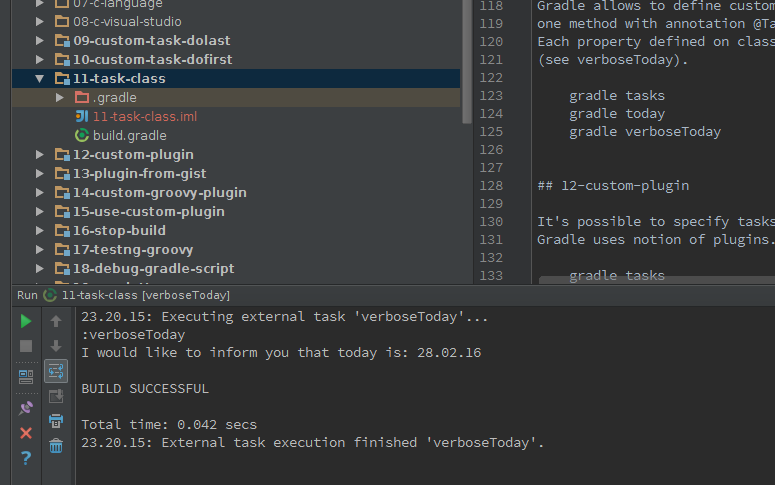 07-c-language
08-c-visual-studio
09-custom-task-dolast
10-custom-task-dofirst
11-task-class
.gradle
11-task-class.iml
build.gradle
12-custom-plugin
13-plugin-from-gist
14-custom-groovy-plugin
15-use-custom-plugin
16-stop-build
17-testng-groovy
18-debug-gradle-script
118 Gradle allows to define custom
119 one method with annotation @Ta
120 Each property defined on class
121 (see verboseToday).
122
123 gradle tasks
124 gradle today
125 gradle verboseToday
126
127
128 ## 12-custom-plugin
129
130 It's possible to specify tasks
131 Gradle uses notion of plugins.
132
133 gradle tasks
Run 11-task-class [verboseToday]
23.20.15: Executing external task 'verboseToday'...
:verboseToday
I would like to inform you that today is: 28.02.16
BUILD SUCCESSFUL
Total time: 0.042 secs
23.20.15: External task execution finished 'verboseToday'.